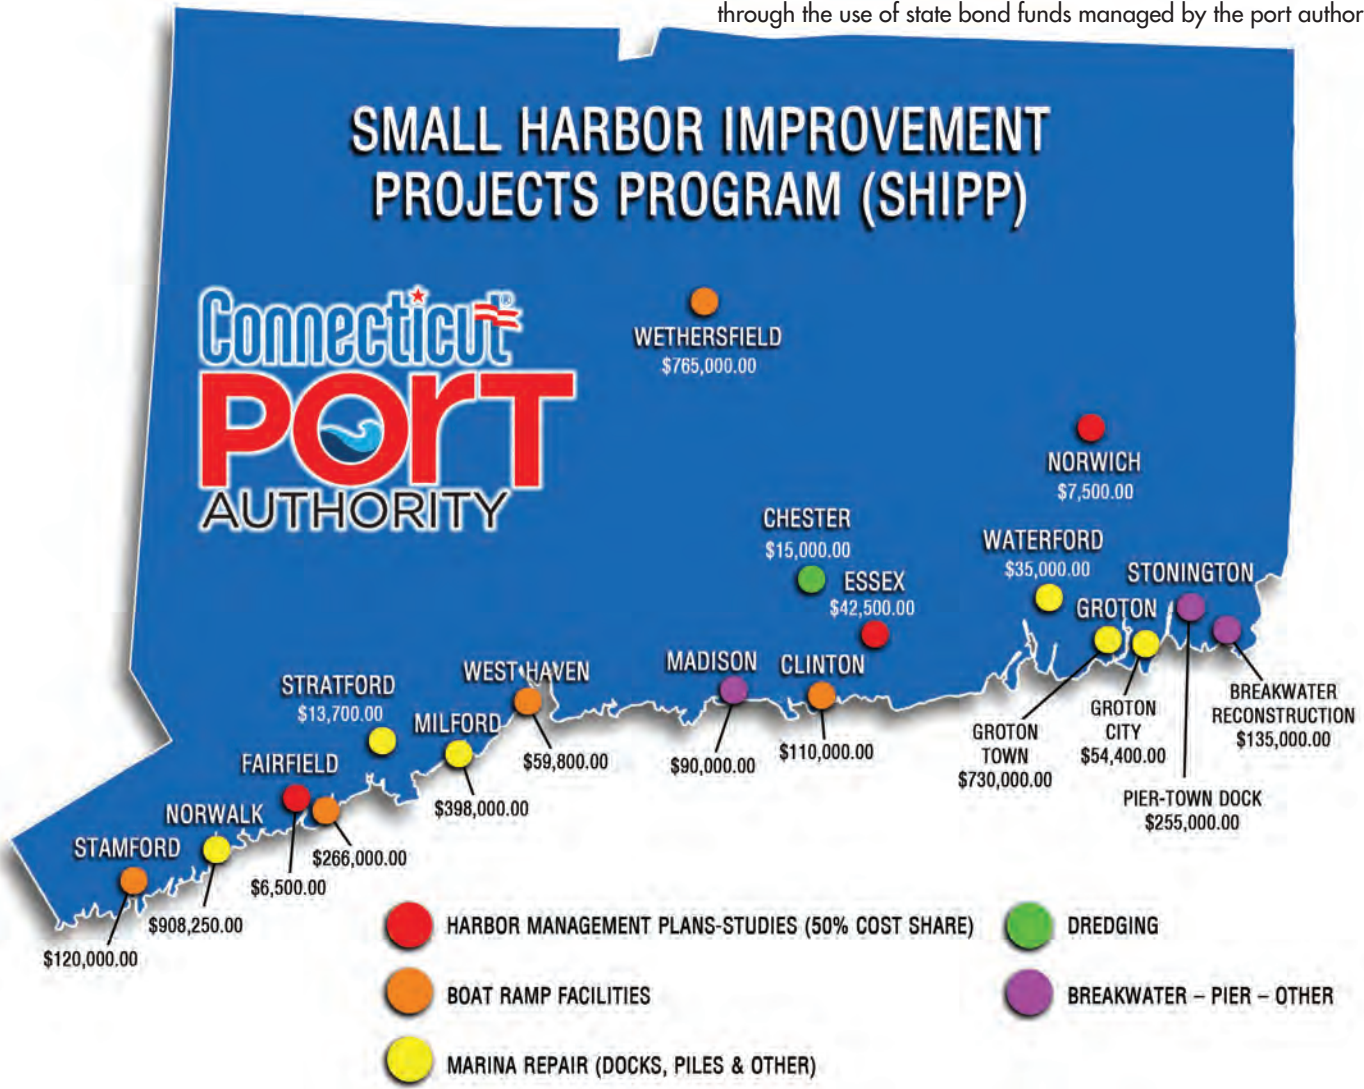 through the use of state bond funds managed by the port author
SMALL HARBOR IMPROVEMENT
PROJECTS PROGRAM (SHIPP)
Connecticut®
PORT
AUTHORITY
WETHERSFIELD
$765,000.00
NORWICH
$7,500.00
CHESTER
$15,000.00
ESSEX
$42,500.00
WATERFORD
$35,000.00
STONINGTON
GROTON
WEST HAVEN
$59,800.00
MADISON
$90,000.00
CLINTON
$110,000.00
STRATFORD
$13,700.00
MILFORD
$398,000.00
FAIRFIELD
$6,500.00
$266,000.00
NORWALK
$908,250.00
STAMFORD
$120,000.00
GROTON
TOWN
$730,000.00
GROTON
CITY
$54,400.00
PIER-TOWN DOCK
$255,000.00
BREAKWATER
RECONSTRUCTION
$135,000.00
HARBOR MANAGEMENT PLANS-STUDIES (50% COST SHARE)
BOAT RAMP FACILITIES
MARINA REPAIR (DOCKS, PILES & OTHER)
DREDGING
BREAKWATER – PIER – OTHER